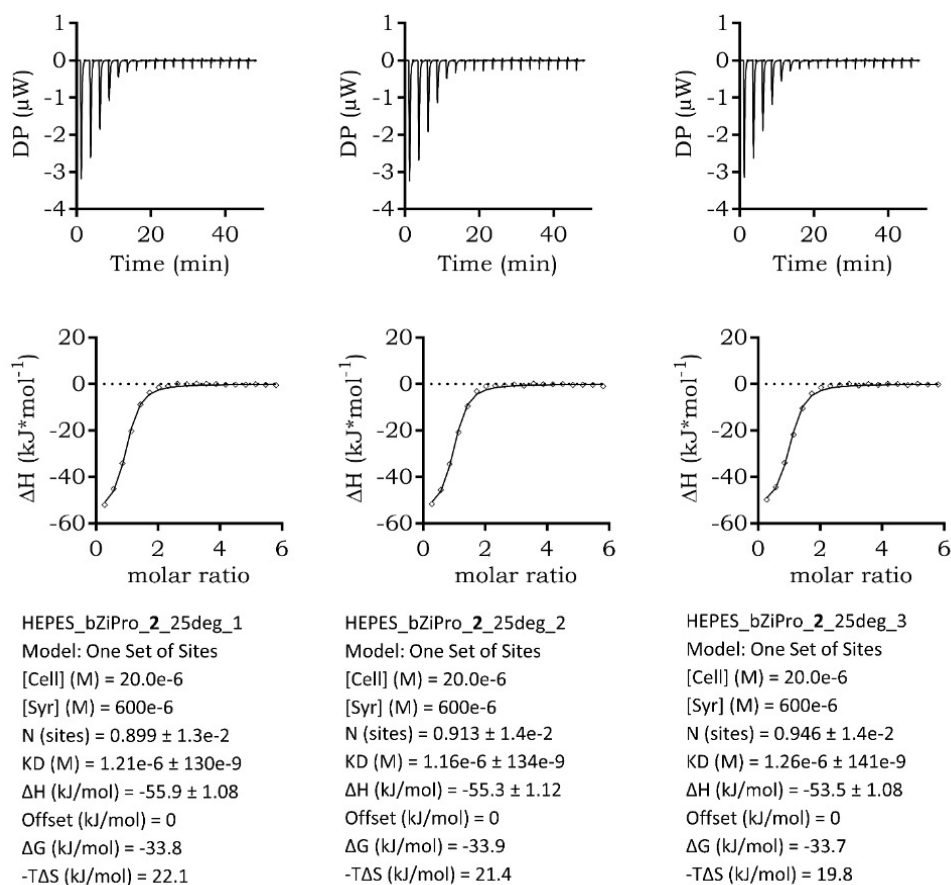 1
0
-1
-2
-3
-4
DP (µW)
0 20 40
Time (min)
1
0
-1
-2
-3
-4
DP (µW)
0 20 40
Time (min)
1
0
-1
-2
-3
-4
DP (µW)
0 20 40
Time (min)
20
0
-20
-40
-60
ΔH (kJ*mol⁻¹)
0 2 4 6
molar ratio
20
0
-20
-40
-60
ΔH (kJ*mol⁻¹)
0 2 4 6
molar ratio
20
0
-20
-40
-60
ΔH (kJ*mol⁻¹)
0 2 4 6
molar ratio
HEPES_bZiPro_2_25deg_1
Model: One Set of Sites
[Cell] (M) = 20.0e-6
[Syr] (M) = 600e-6
N (sites) = 0.899 ± 1.3e-2
KD (M) = 1.21e-6 ± 130e-9
ΔH (kJ/mol) = -55.9 ± 1.08
Offset (kJ/mol) = 0
ΔG (kJ/mol) = -33.8
-TΔS (kJ/mol) = 22.1
HEPES_bZiPro_2_25deg_2
Model: One Set of Sites
[Cell] (M) = 20.0e-6
[Syr] (M) = 600e-6
N (sites) = 0.913 ± 1.4e-2
KD (M) = 1.16e-6 ± 134e-9
ΔH (kJ/mol) = -55.3 ± 1.12
Offset (kJ/mol) = 0
ΔG (kJ/mol) = -33.9
-TΔS (kJ/mol) = 21.4
HEPES_bZiPro_2_25deg_3
Model: One Set of Sites
[Cell] (M) = 20.0e-6
[Syr] (M) = 600e-6
N (sites) = 0.946 ± 1.4e-2
KD (M) = 1.26e-6 ± 141e-9
ΔH (kJ/mol) = -53.5 ± 1.08
Offset (kJ/mol) = 0
ΔG (kJ/mol) = -33.7
-TΔS (kJ/mol) = 19.8